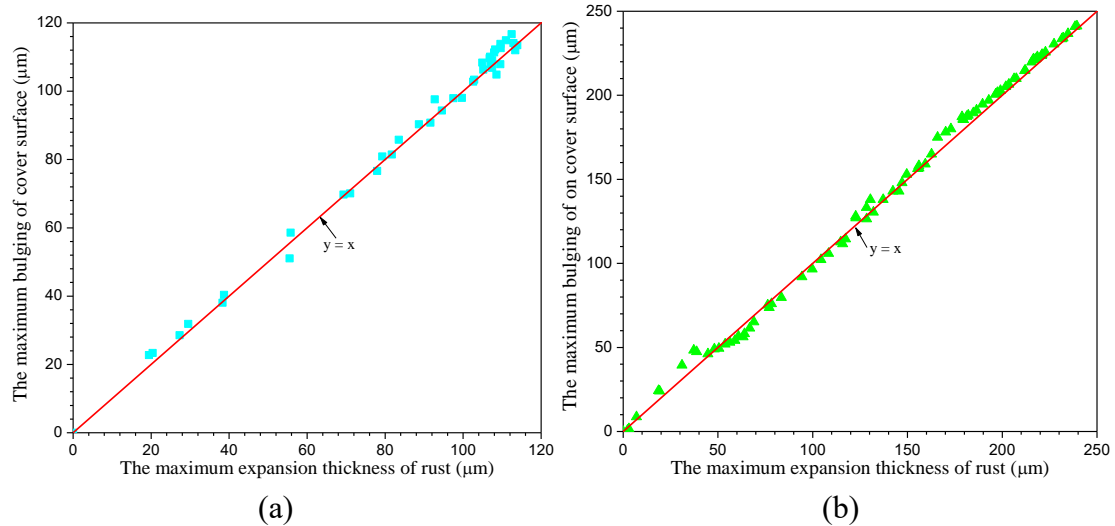 The maximum bulging of cover surface (μm)
120
100
80
60
40
20
0
y = x
0 20 40 60 80 100 120
The maximum expansion thickness of rust (μm)
(a)
The maximum bulging of on cover surface (μm)
250
200
150
100
50
0
y = x
0 50 100 150 200 250
The maximum expansion thickness of rust (μm)
(b)